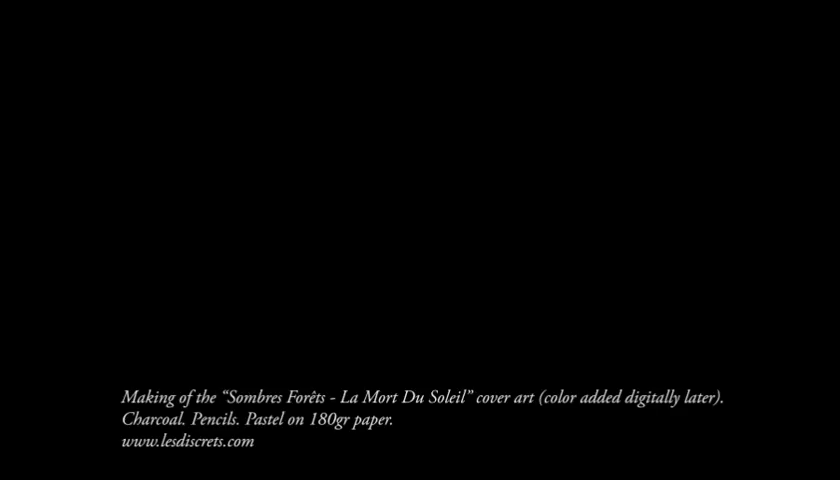 Making of the “Sombres Forêts - La Mort Du Soleil” cover art (color added digitally later).
Charcoal. Pencils. Pastel on 180gr paper.
www.lesdiscrets.com